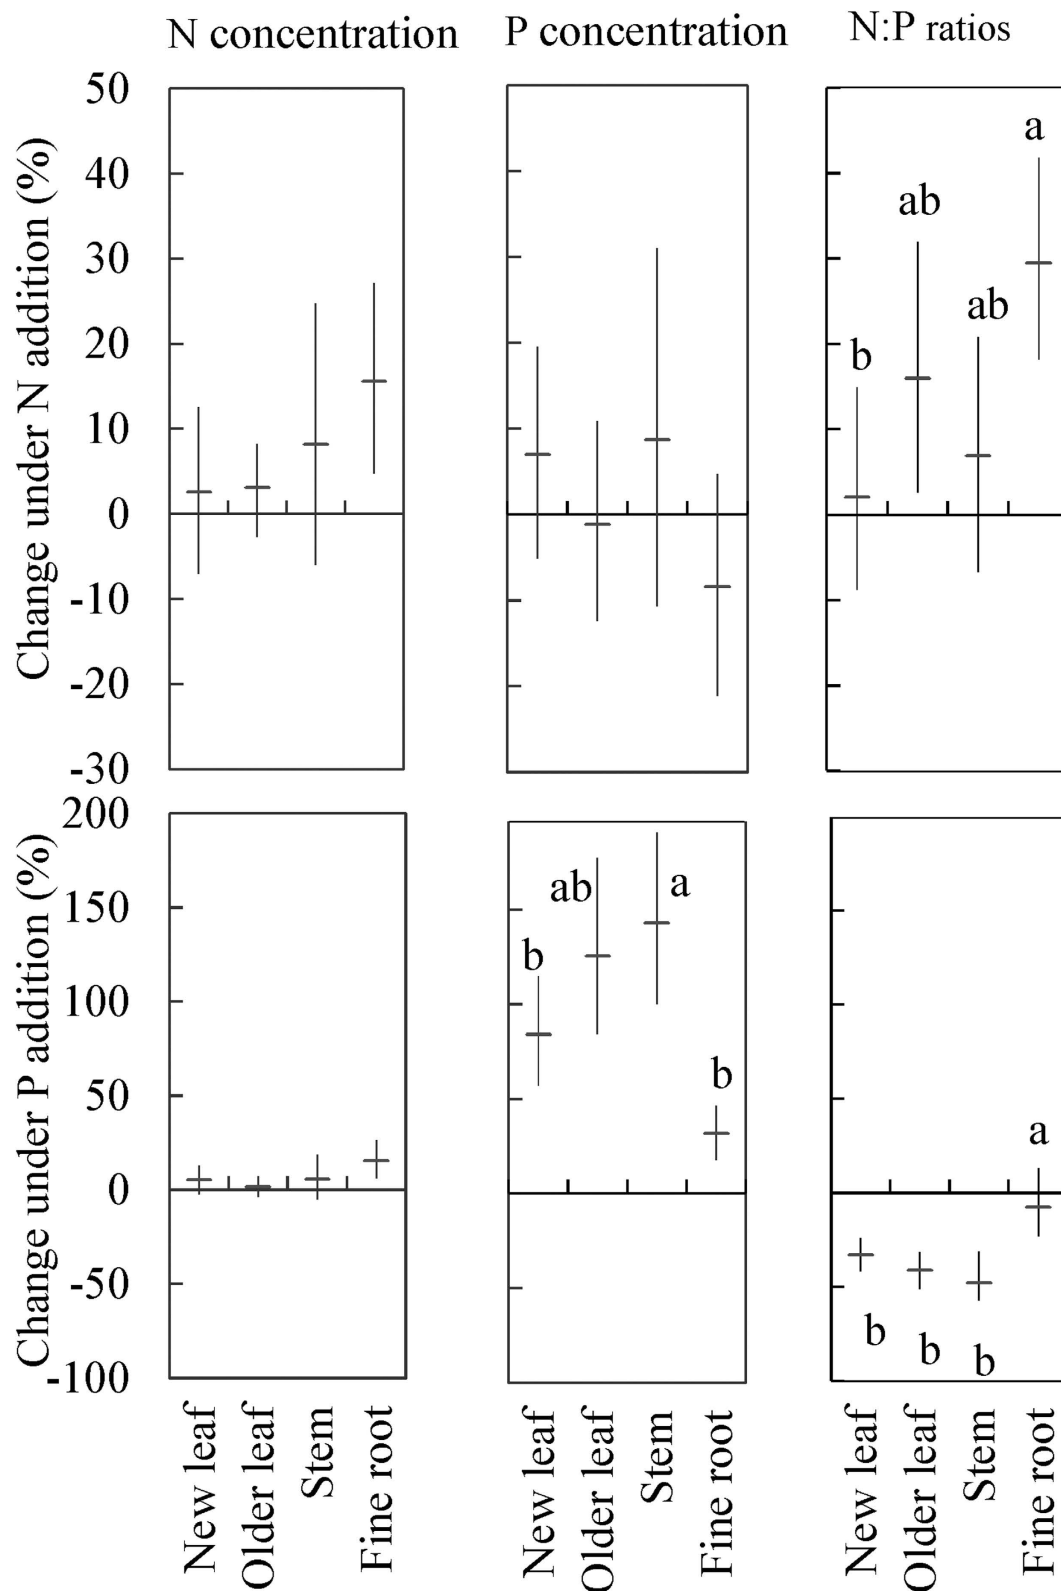 N concentration
P concentration
N:P ratios
Change under N addition (%)
50
40
30
20
10
0
-10
-20
-30
a
ab
ab
b
Change under P addition (%)
200
150
100
50
0
-50
-100
ab
a
b
b
a
b
b
b
New leaf
Older leaf
Stem
Fine root
New leaf
Older leaf
Stem
Fine root
New leaf
Older leaf
Stem
Fine root